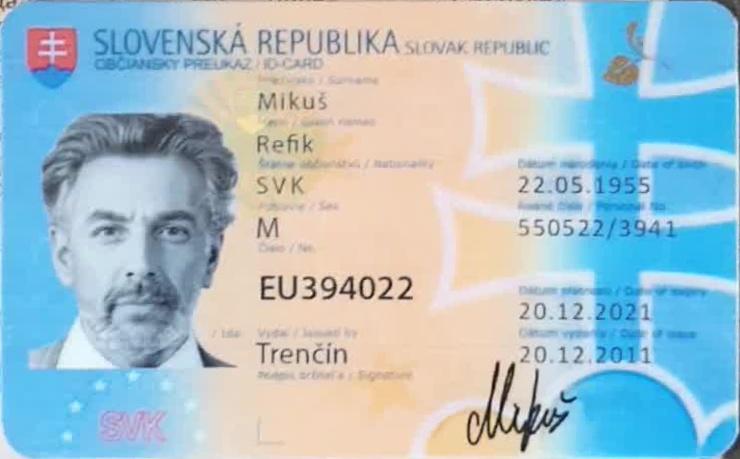 SLOVENSKÁ REPUBLIKA SLOVAK REPUBLIC
OBČIANSKY PREUKAZ / ID-CARD
Priezvisko / Surname
Mikuš
Meno / Given names
Refik
Štátne občianstvo / Nationality
SVK
Dátum narodenia / Date of birth
22.05.1955
Pohlavie / Sex
M
Rodné číslo / Personal No.
550522/3941
Číslo / No.
EU394022
Dátum platnosti / Date of expiry
20.12.2021
Vydal / Issued by
Trenčín
Dátum vydania / Date of issue
20.12.2011
Podpis držiteľa / Signature
Mikuš
SVK